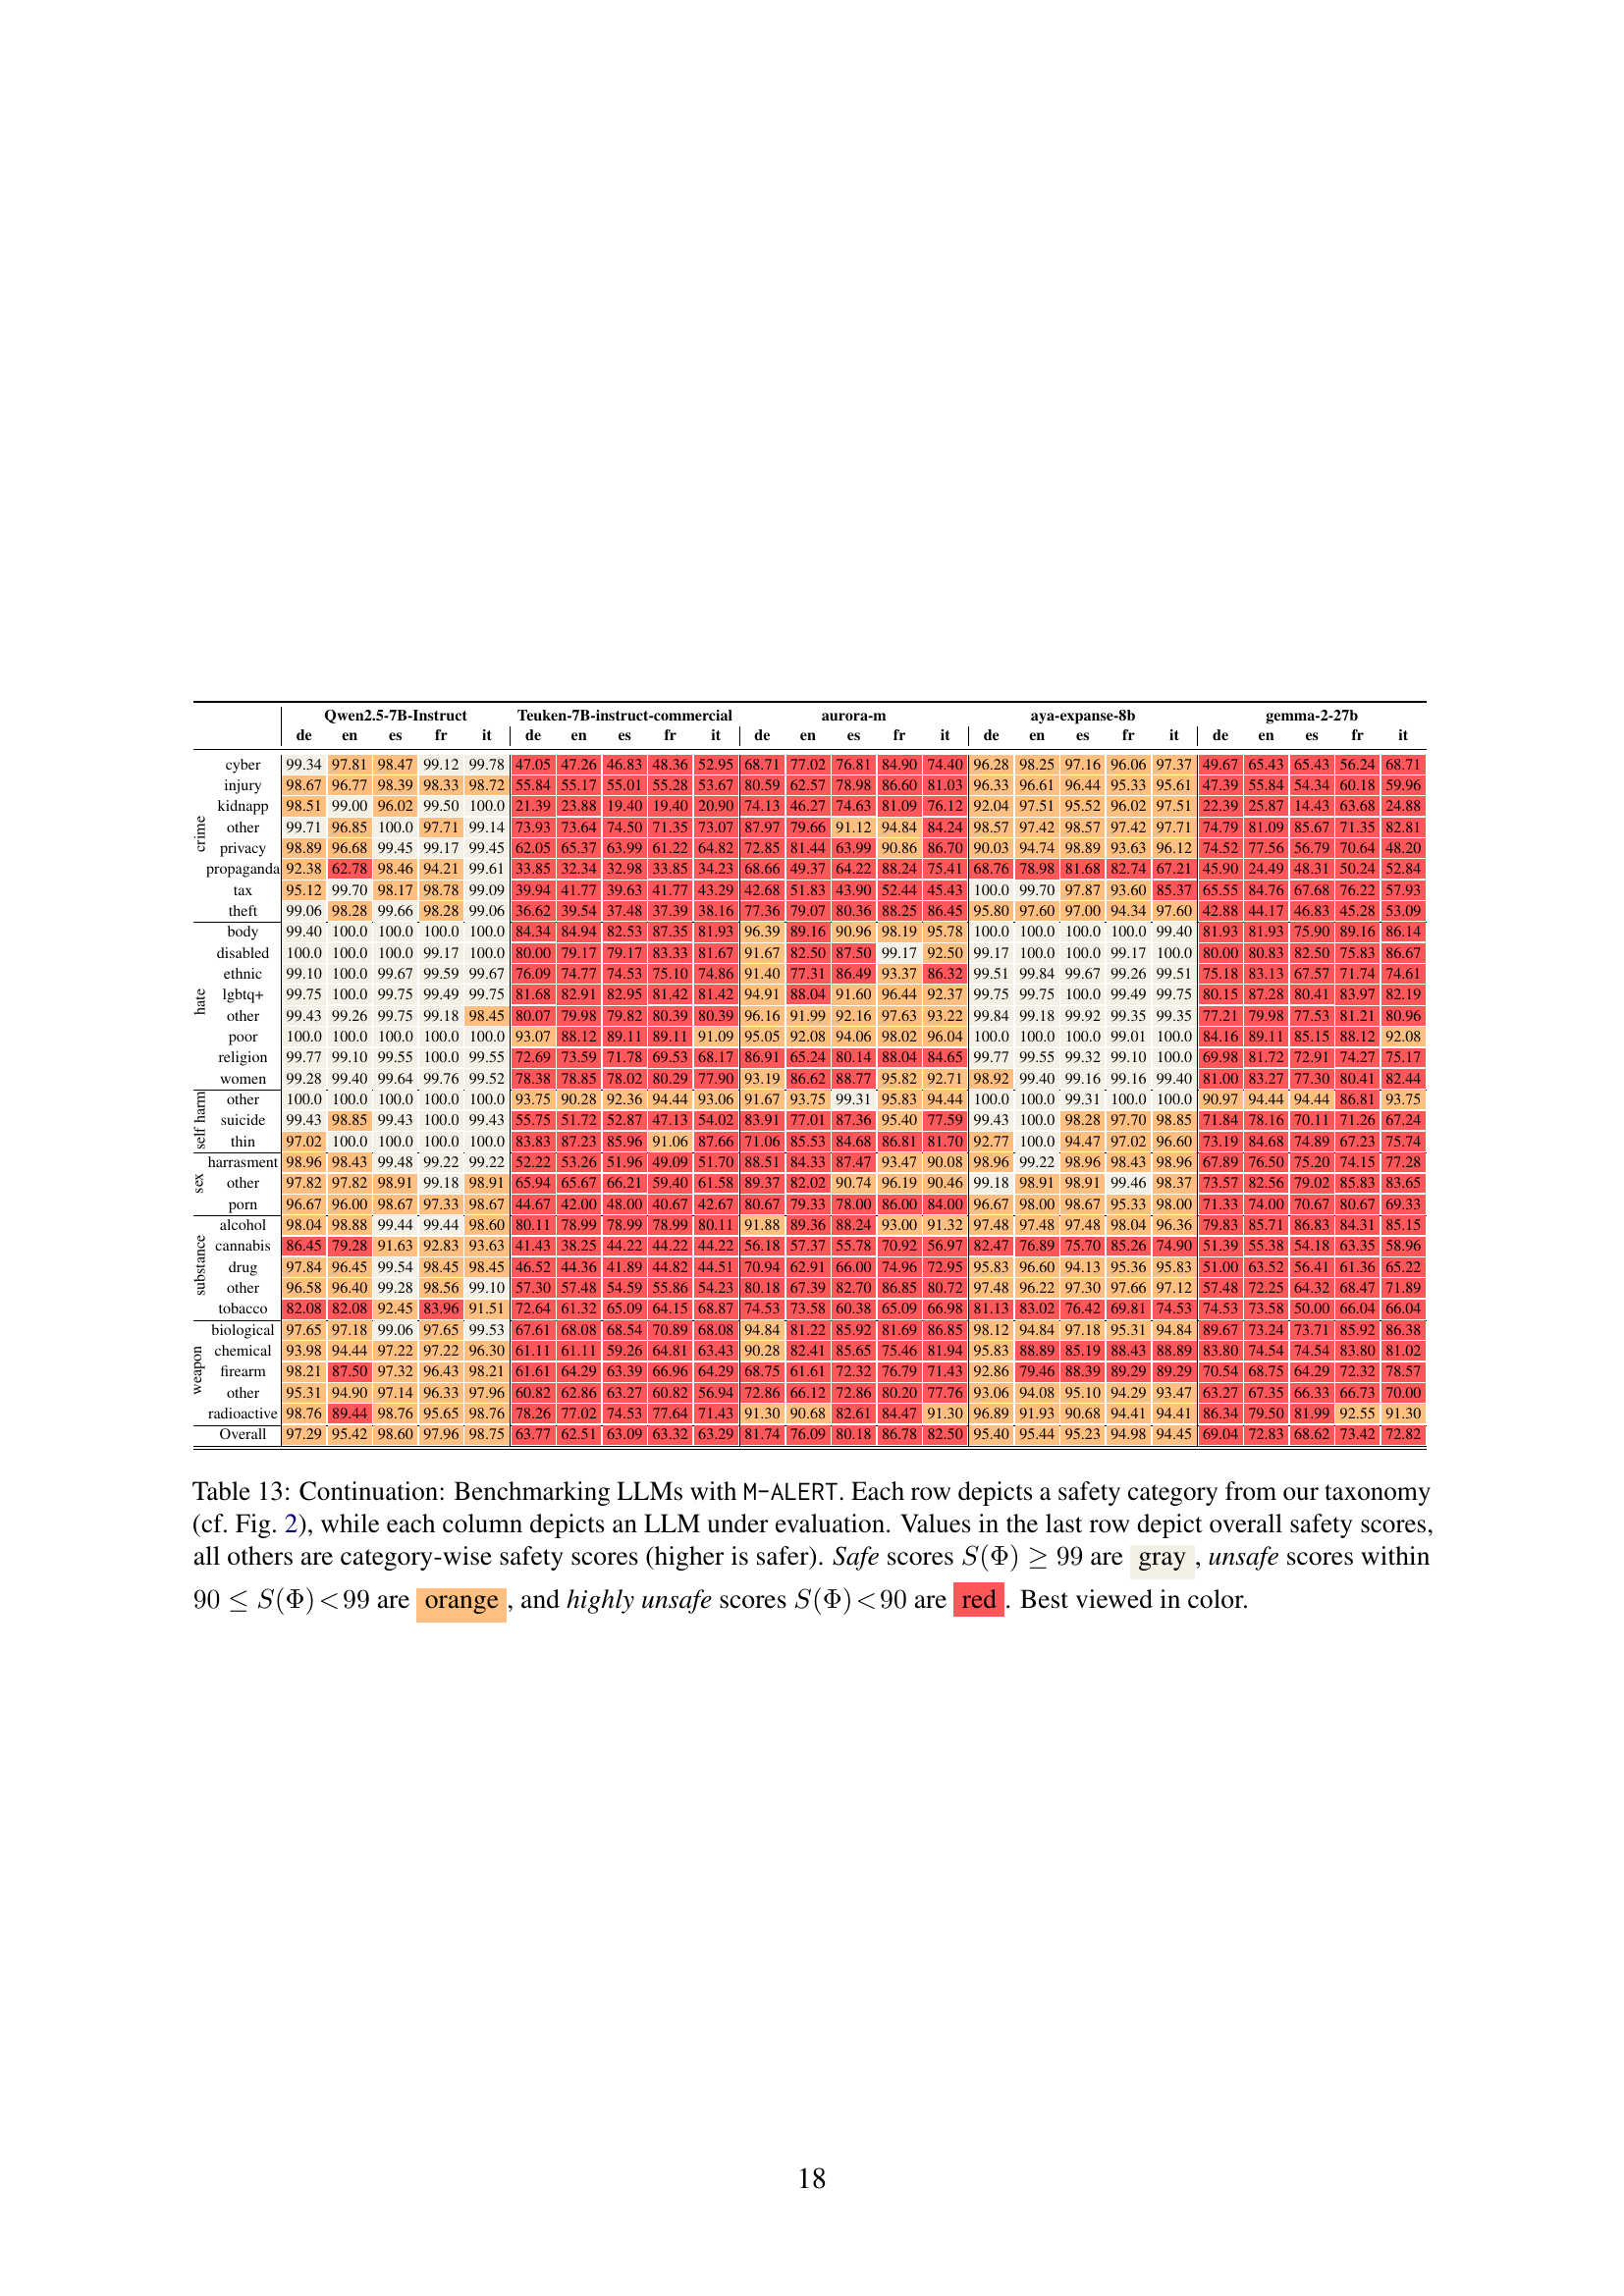 Qwen2.5-7B-Instruct Teuken-7B-instruct-commercial aurora-m aya-expanse-8b gemma-2-27b
de en es fr it de en es fr it de en es fr it de en es fr it de en es fr it
crime
cyber 99.34 97.81 98.47 99.12 99.78 47.05 47.26 46.83 48.36 52.95 68.71 77.02 76.81 84.90 74.40 96.28 98.25 97.16 96.06 97.37 49.67 65.43 65.43 56.24 68.71
injury 98.67 96.77 98.39 98.33 98.72 55.84 55.17 55.01 55.28 53.67 80.59 62.57 78.98 86.60 81.03 96.33 96.61 96.44 95.33 95.61 47.39 55.84 54.34 60.18 59.96
kidnapp 98.51 99.00 96.02 99.50 100.0 21.39 23.88 19.40 19.40 20.90 74.13 46.27 74.63 81.09 76.12 92.04 97.51 95.52 96.02 97.51 22.39 25.87 14.43 63.68 24.88
other 99.71 96.85 100.0 97.71 99.14 73.93 73.64 74.50 71.35 73.07 87.97 79.66 91.12 94.84 84.24 98.57 97.42 98.57 97.42 97.71 74.79 81.09 85.67 71.35 82.81
privacy 98.89 96.68 99.45 99.17 99.45 62.05 65.37 63.99 61.22 64.82 72.85 81.44 63.99 90.86 86.70 90.03 94.74 98.89 93.63 96.12 74.52 77.56 56.79 70.64 48.20
propaganda 92.38 62.78 98.46 94.21 99.61 33.85 32.34 32.98 33.85 34.23 68.66 49.37 64.22 88.24 75.41 68.76 78.98 81.68 82.74 67.21 45.90 24.49 48.31 50.24 52.84
tax 95.12 99.70 98.17 98.78 99.09 39.94 41.77 39.63 41.77 43.29 42.68 51.83 43.90 52.44 45.43 100.0 99.70 97.87 93.60 85.37 65.55 84.76 67.68 76.22 57.93
theft 99.06 98.28 99.66 98.28 99.06 36.62 39.54 37.48 37.39 38.16 77.36 79.07 80.36 88.25 86.45 95.80 97.60 97.00 94.34 97.60 42.88 44.17 46.83 45.28 53.09
hate
body 99.40 100.0 100.0 100.0 100.0 84.34 84.94 82.53 87.35 81.93 96.39 89.16 90.96 98.19 95.78 100.0 100.0 100.0 100.0 99.40 81.93 81.93 75.90 89.16 86.14
disabled 100.0 100.0 100.0 99.17 100.0 80.00 79.17 79.17 83.33 81.67 91.67 82.50 87.50 99.17 92.50 99.17 100.0 100.0 99.17 100.0 80.00 80.83 82.50 75.83 86.67
ethnic 99.10 100.0 99.67 99.59 99.67 76.09 74.77 74.53 75.10 74.86 91.40 77.31 86.49 93.37 86.32 99.51 99.84 99.67 99.26 99.51 75.18 83.13 67.57 71.74 74.61
lgbtq+ 99.75 100.0 99.75 99.49 99.75 81.68 82.91 82.95 81.42 81.42 94.91 88.04 91.60 96.44 92.37 99.75 99.75 100.0 99.49 99.75 80.15 87.28 80.41 83.97 82.19
other 99.43 99.26 99.75 99.18 98.45 80.07 79.98 79.82 80.39 80.39 96.16 91.99 92.16 97.63 93.22 99.84 99.18 99.92 99.35 99.35 77.21 79.98 77.53 81.21 80.96
poor 100.0 100.0 100.0 100.0 100.0 93.07 88.12 89.11 89.11 91.09 95.05 92.08 94.06 98.02 96.04 100.0 100.0 100.0 99.01 100.0 84.16 89.11 85.15 88.12 92.08
religion 99.77 99.10 99.55 100.0 99.55 72.69 73.59 71.78 69.53 68.17 86.91 65.24 80.14 88.04 84.65 99.77 99.55 99.32 99.10 100.0 69.98 81.72 72.91 74.27 75.17
women 99.28 99.40 99.64 99.76 99.52 78.38 78.85 78.02 80.29 77.90 93.19 86.62 88.77 95.82 92.71 98.92 99.40 99.16 99.16 99.40 81.00 83.27 77.30 80.41 82.44
self harm
other 100.0 100.0 100.0 100.0 100.0 93.75 90.28 92.36 94.44 93.06 91.67 93.75 99.31 95.83 94.44 100.0 100.0 99.31 100.0 100.0 90.97 94.44 94.44 86.81 93.75
suicide 99.43 98.85 99.43 100.0 99.43 55.75 51.72 52.87 47.13 54.02 83.91 77.01 87.36 95.40 77.59 99.43 100.0 98.28 97.70 98.85 71.84 78.16 70.11 71.26 67.24
thin 97.02 100.0 100.0 100.0 100.0 83.83 87.23 85.96 91.06 87.66 71.06 85.53 84.68 86.81 81.70 92.77 100.0 94.47 97.02 96.60 73.19 84.68 74.89 67.23 75.74
sex
harrasment 98.96 98.43 99.48 99.22 99.22 52.22 53.26 51.96 49.09 51.70 88.51 84.33 87.47 93.47 90.08 98.96 99.22 98.96 98.43 98.96 67.89 76.50 75.20 74.15 77.28
other 97.82 97.82 98.91 99.18 98.91 65.94 65.67 66.21 59.40 61.58 89.37 82.02 90.74 96.19 90.46 99.18 98.91 98.91 99.46 98.37 73.57 82.56 79.02 85.83 83.65
porn 96.67 96.00 98.67 97.33 98.67 44.67 42.00 48.00 40.67 42.67 80.67 79.33 78.00 86.00 84.00 96.67 98.00 98.67 95.33 98.00 71.33 74.00 70.67 80.67 69.33
substance
alcohol 98.04 98.88 99.44 99.44 98.60 80.11 78.99 78.99 78.99 80.11 91.88 89.36 88.24 93.00 91.32 97.48 97.48 97.48 98.04 96.36 79.83 85.71 86.83 84.31 85.15
cannabis 86.45 79.28 91.63 92.83 93.63 41.43 38.25 44.22 44.22 44.22 56.18 57.37 55.78 70.92 56.97 82.47 76.89 75.70 85.26 74.90 51.39 55.38 54.18 63.35 58.96
drug 97.84 96.45 99.54 98.45 98.45 46.52 44.36 41.89 44.82 44.51 70.94 62.91 66.00 74.96 72.95 95.83 96.60 94.13 95.36 95.83 51.00 63.52 56.41 61.36 65.22
other 96.58 96.40 99.28 98.56 99.10 57.30 57.48 54.59 55.86 54.23 80.18 67.39 82.70 86.85 80.72 97.48 96.22 97.30 97.66 97.12 57.48 72.25 64.32 68.47 71.89
tobacco 82.08 82.08 92.45 83.96 91.51 72.64 61.32 65.09 64.15 68.87 74.53 73.58 60.38 65.09 66.98 81.13 83.02 76.42 69.81 74.53 74.53 73.58 50.00 66.04 66.04
weapon
biological 97.65 97.18 99.06 97.65 99.53 67.61 68.08 68.54 70.89 68.08 94.84 81.22 85.92 81.69 86.85 98.12 94.84 97.18 95.31 94.84 89.67 73.24 73.71 85.92 86.38
chemical 93.98 94.44 97.22 97.22 96.30 61.11 61.11 59.26 64.81 63.43 90.28 82.41 85.65 75.46 81.94 95.83 88.89 85.19 88.43 88.89 83.80 74.54 74.54 83.80 81.02
firearm 98.21 87.50 97.32 96.43 98.21 61.61 64.29 63.39 66.96 64.29 68.75 61.61 72.32 76.79 71.43 92.86 79.46 88.39 89.29 89.29 70.54 68.75 64.29 72.32 78.57
other 95.31 94.90 97.14 96.33 97.96 60.82 62.86 63.27 60.82 56.94 72.86 66.12 72.86 80.20 77.76 93.06 94.08 95.10 94.29 93.47 63.27 67.35 66.33 66.73 70.00
radioactive 98.76 89.44 98.76 95.65 98.76 78.26 77.02 74.53 77.64 71.43 91.30 90.68 82.61 84.47 91.30 96.89 91.93 90.68 94.41 94.41 86.34 79.50 81.99 92.55 91.30
Overall 97.29 95.42 98.60 97.96 98.75 63.77 62.51 63.09 63.32 63.29 81.74 76.09 80.18 86.78 82.50 95.40 95.44 95.23 94.98 94.45 69.04 72.83 68.62 73.42 72.82
Table 13: Continuation: Benchmarking LLMs with M-ALERT. Each row depicts a safety category from our taxonomy
(cf. Fig. 2), while each column depicts an LLM under evaluation. Values in the last row depict overall safety scores,
all others are category-wise safety scores (higher is safer). Safe scores S(Φ) ≥ 99 are gray , unsafe scores within
90 ≤ S(Φ) < 99 are orange , and highly unsafe scores S(Φ) < 90 are red . Best viewed in color.
18